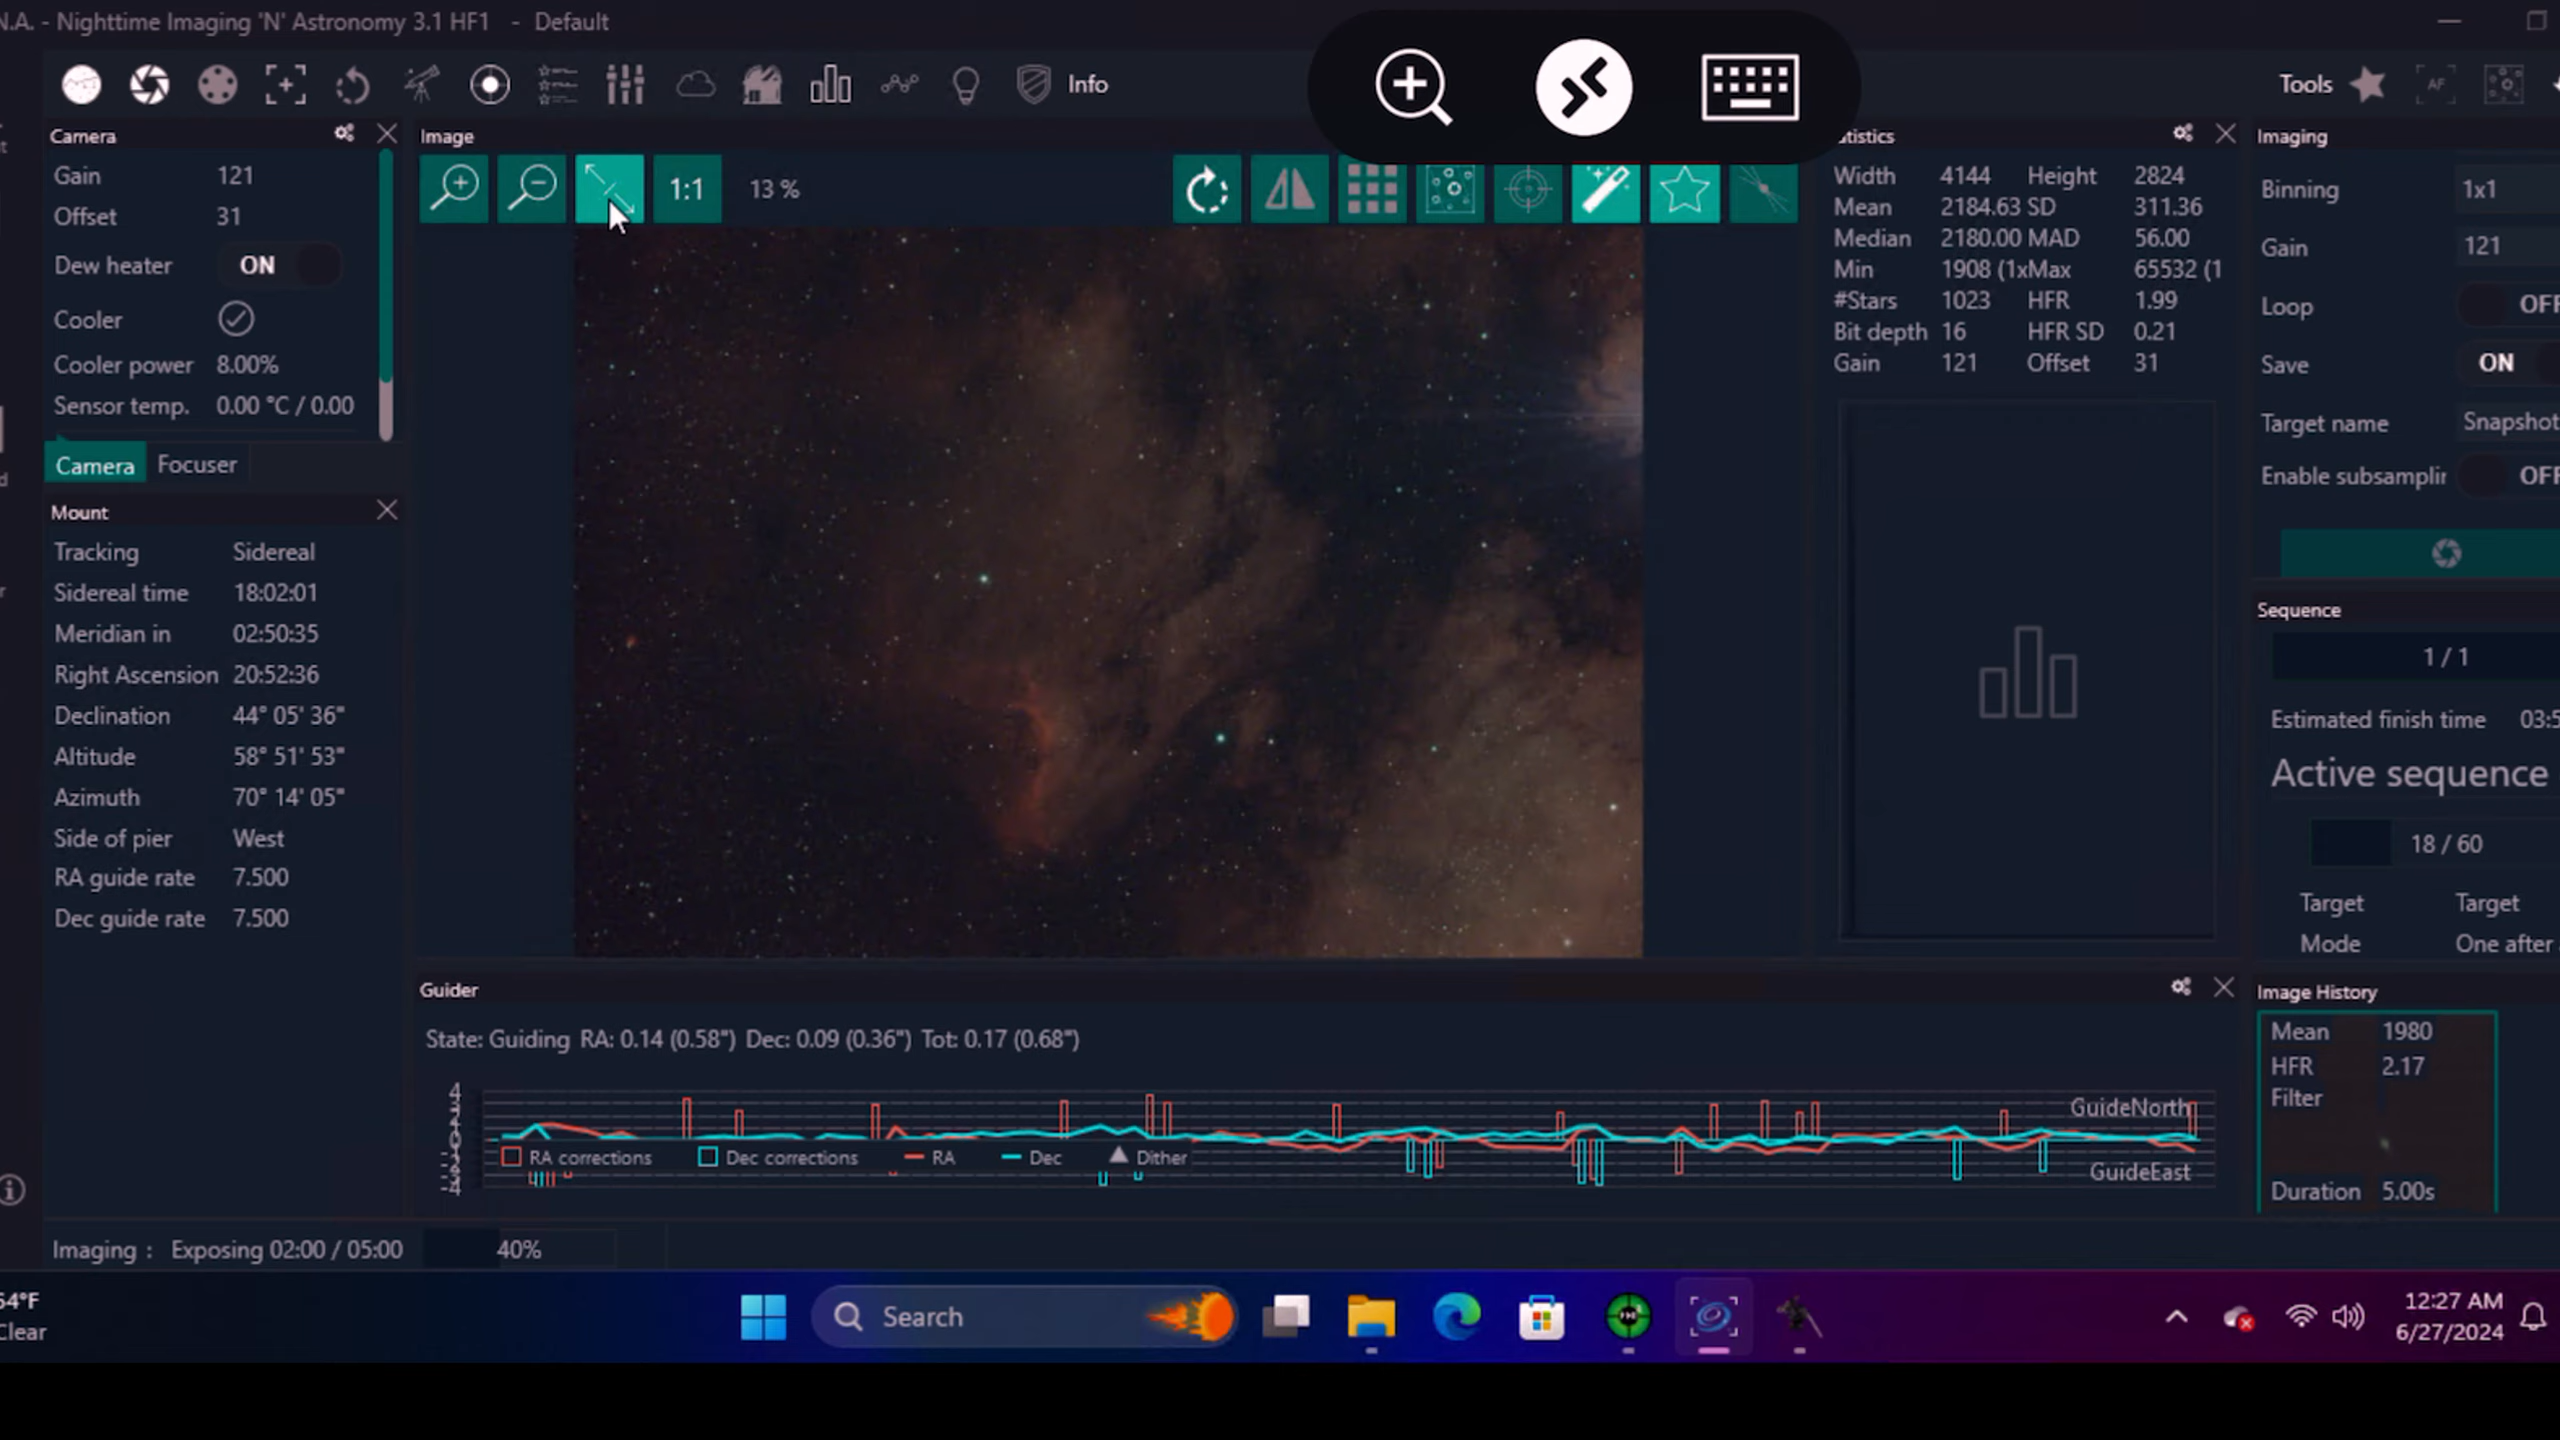 N.A. - Nighttime Imaging 'N' Astronomy 3.1 HF1 - Default
Info
Tools
AF
Camera
Gain 121
Offset 31
Dew heater ON
Cooler
Cooler power 8.00%
Sensor temp. 0.00 °C / 0.00
Camera Focuser
Mount
Tracking Sidereal
Sidereal time 18:02:01
Meridian in 02:50:35
Right Ascension 20:52:36
Declination 44° 05' 36"
Altitude 58° 51' 53"
Azimuth 70° 14' 05"
Side of pier West
RA guide rate 7.500
Dec guide rate 7.500
Image
1:1 13 %
tistics
Width 4144 Height 2824
Mean 2184.63 SD 311.36
Median 2180.00 MAD 56.00
Min 1908 (1x Max 65532 (1
#Stars 1023 HFR 1.99
Bit depth 16 HFR SD 0.21
Gain 121 Offset 31
Imaging
Binning 1x1
Gain 121
Loop OFF
Save ON
Target name Snapshot
Enable subsamplin OFF
Sequence
1 / 1
Estimated finish time 03:5
Active sequence
18 / 60
Target Target
Mode One after
Guider
State: Guiding RA: 0.14 (0.58") Dec: 0.09 (0.36") Tot: 0.17 (0.68")
4
GuideNorth
RA corrections Dec corrections RA Dec Dither
GuideEast
-4
Image History
Mean 1980
HFR 2.17
Filter
Duration 5.00s
Imaging : Exposing 02:00 / 05:00 40%
54°F
Clear
Search
12:27 AM
6/27/2024